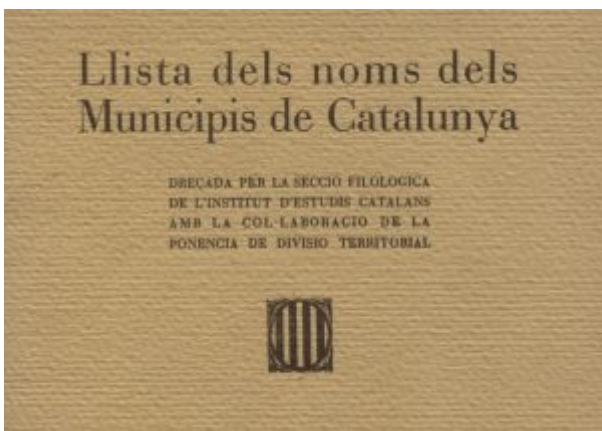 Llista dels noms dels
Municipis de Catalunya
DREÇADA PER LA SECCIO FILOLOGICA
DE L'INSTITUT D'ESTUDIS CATALANS
AMB LA COL·LABORACIO DE LA
PONENCIA DE DIVISIO TERRITORIAL